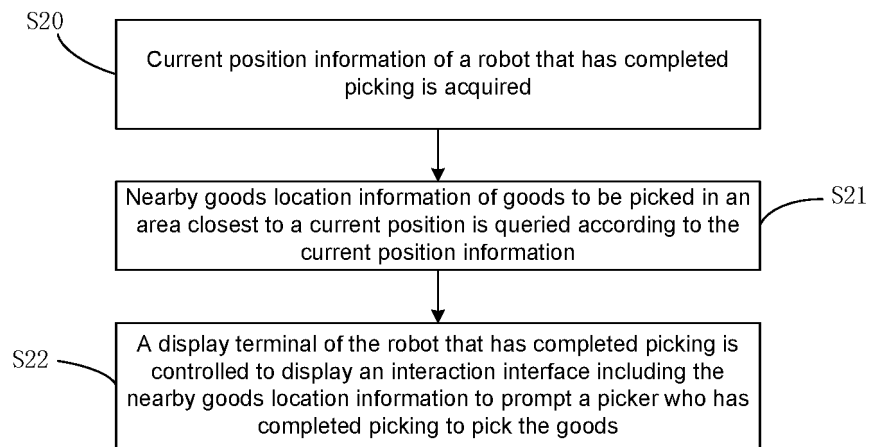 S20
Current position information of a robot that has completed
picking is acquired
Nearby goods location information of goods to be picked in an
area closest to a current position is queried according to the
current position information
S21
A display terminal of the robot that has completed picking is
controlled to display an interaction interface including the
nearby goods location information to prompt a picker who has
completed picking to pick the goods
S22